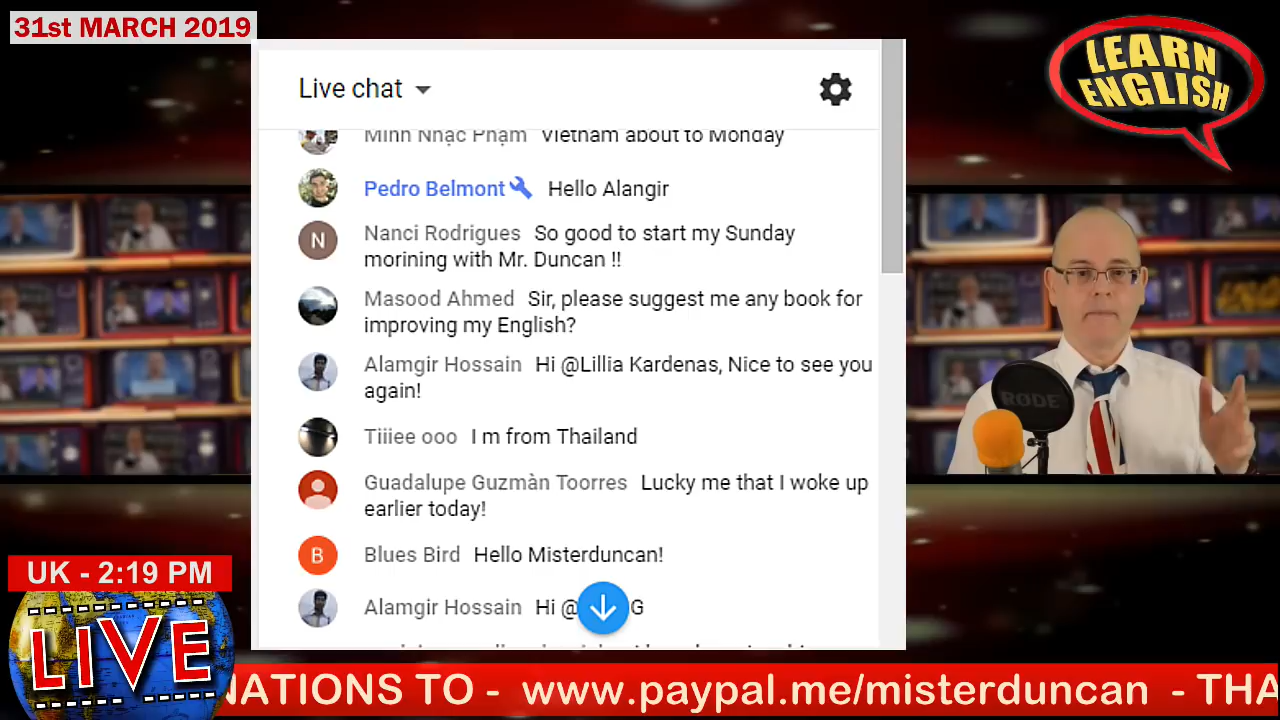 31st MARCH 2019
LEARN
ENGLISH
Live chat
Minh Nhạc Phạm Vietnam about to Monday
Pedro Belmont Hello Alangir
N
Nanci Rodrigues So good to start my Sunday
morining with Mr. Duncan !!
Masood Ahmed Sir, please suggest me any book for
improving my English?
Alamgir Hossain Hi @Lillia Kardenas, Nice to see you
again!
Tiiiee ooo I m from Thailand
Guadalupe Guzmàn Toorres Lucky me that I woke up
earlier today!
B
Blues Bird Hello Misterduncan!
Alamgir Hossain Hi @ G
RODE
UK - 2:19 PM
LIVE
NATIONS TO - www.paypal.me/misterduncan - THA